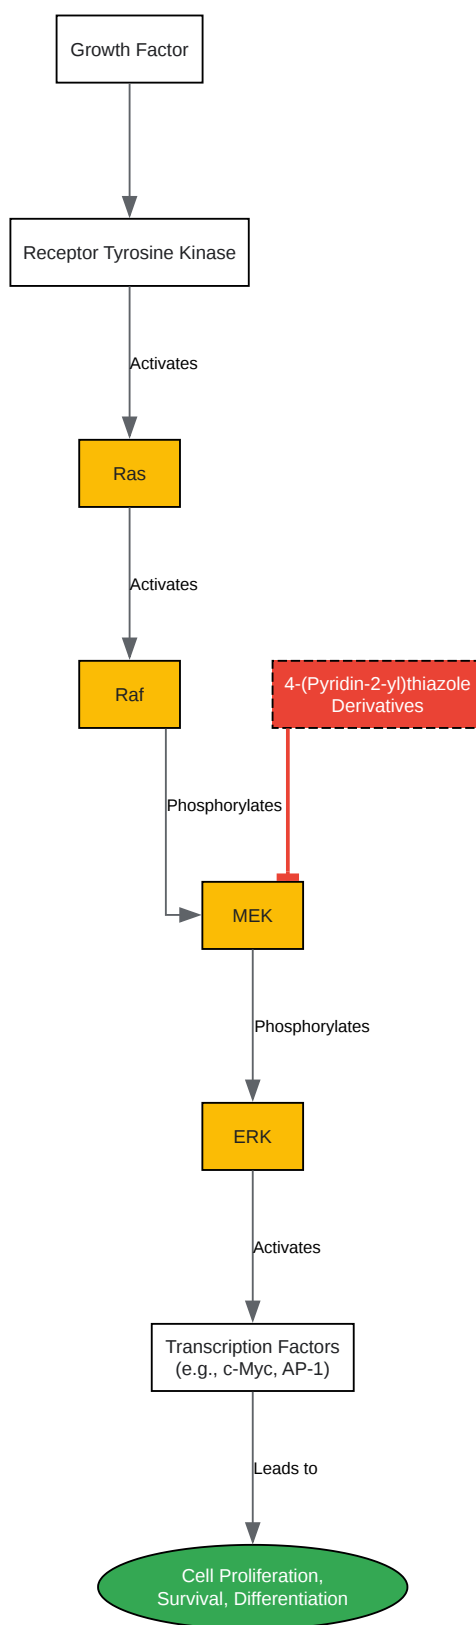 Growth Factor
Receptor Tyrosine Kinase
Activates
Ras
Activates
Raf
4-(Pyridin-2-yl)thiazole
Derivatives
Phosphorylates
MEK
Phosphorylates
ERK
Activates
Transcription Factors
(e.g., c-Myc, AP-1)
Leads to
Cell Proliferation,
Survival, Differentiation